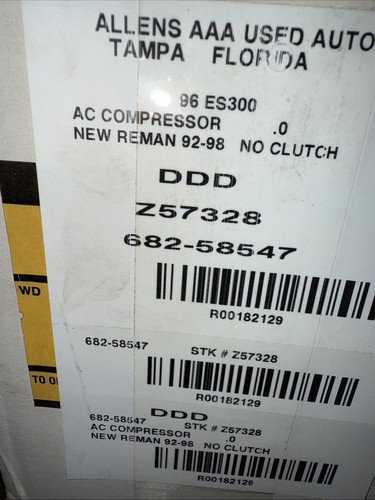 ALLENS AAA USED AUTO
TAMPA FLORIDA
96 ES300
AC COMPRESSOR .0
NEW REMAN 92-98 NO CLUTCH
DDD
Z57328
682-58547
WD
R00182129
682-58547 STK # Z57328
TO
R00182129
DDD
682-58547 STK # Z57328
AC COMPRESSOR .0
NEW REMAN 92-98 NO CLUTCH
R00182129